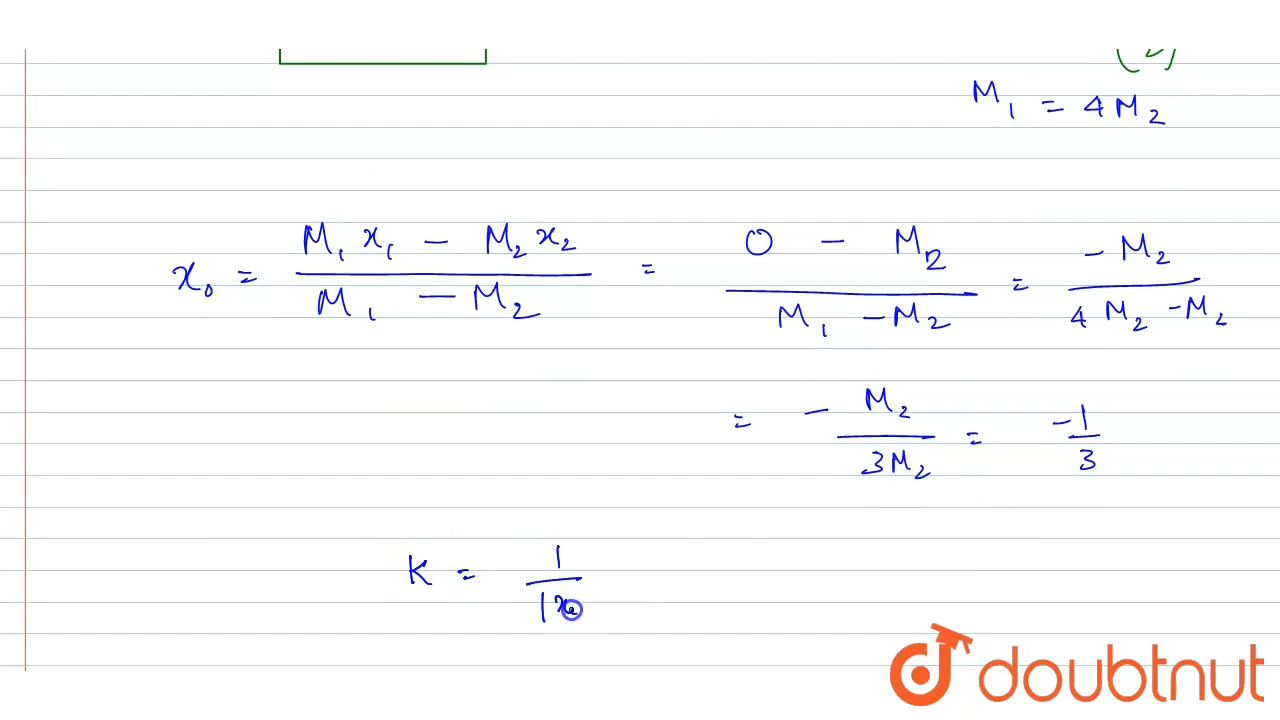 M₁ = 4M₂
x₀ = (M₁x₁ − M₂x₂)/(M₁ − M₂) = (0 − M₂)/(M₁ − M₂) = −M₂/(4M₂ − M₂)
= − M₂/3M₂ = −1/3
K = 1/|x₀
doubtnut